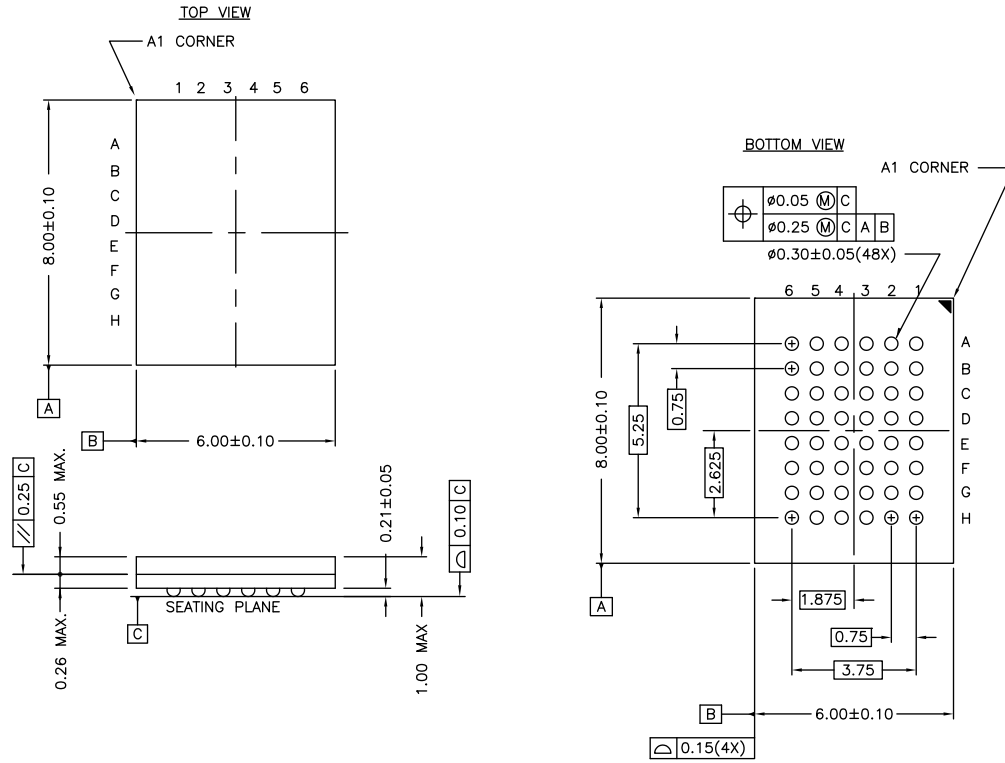 TOP VIEW
A1 CORNER
1 2 3 4 5 6
A
B
C
D
E
F
G
H
8.00±0.10
A
B
6.00±0.10
// 0.25 C
0.55 MAX.
0.21±0.05
⌓ 0.10 C
SEATING PLANE
C
0.26 MAX.
1.00 MAX
BOTTOM VIEW
A1 CORNER
⌖ ø0.05 Ⓜ C
ø0.25 Ⓜ C A B
ø0.30±0.05(48X)
6 5 4 3 2 1
A
B
C
D
E
F
G
H
8.00±0.10
5.25
0.75
2.625
A
1.875
0.75
3.75
B
6.00±0.10
⌓ 0.15(4X)